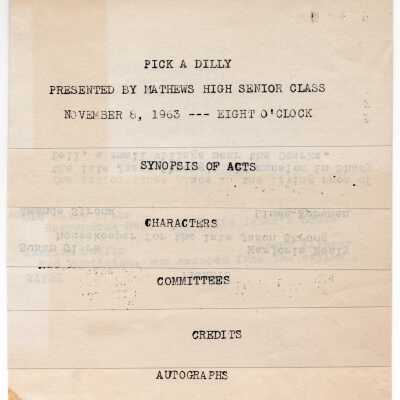 PICK A DILLY
PRESENTED BY MATHEWS HIGH SENIOR CLASS
NOVEMBER 8, 1963 --- EIGHT O'CLOCK
SYNOPSIS OF ACTS
CHARACTERS
COMMITTEES
CREDITS
AUTOGRAPHS